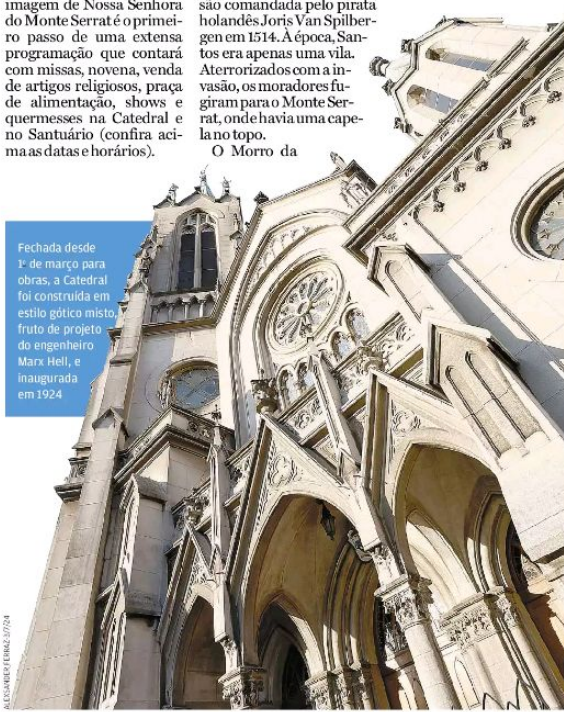 imagem de Nossa Senhora
do Monte Serrat é o primei-
ro passo de uma extensa
programação que contará
com missas, novena, venda
de artigos religiosos, praça
de alimentação, shows e
quermesses na Catedral e
no Santuário (confira aci-
ma as datas e horários).
são comandada pelo pirata
holandês Joris Van Spilber-
gen em 1514. À época, San-
tos era apenas uma vila.
Aterrorizados com a in-
vasão, os moradores fu-
giram para o Monte Ser-
rat, onde havia uma cape-
la no topo.
O Morro da
Fechada desde
1º de março para
obras, a Catedral
foi construída em
estilo gótico misto,
fruto de projeto
do engenheiro
Marx Hell, e
inaugurada
em 1924
ALEXSANDER FERRAZ-1/7/24